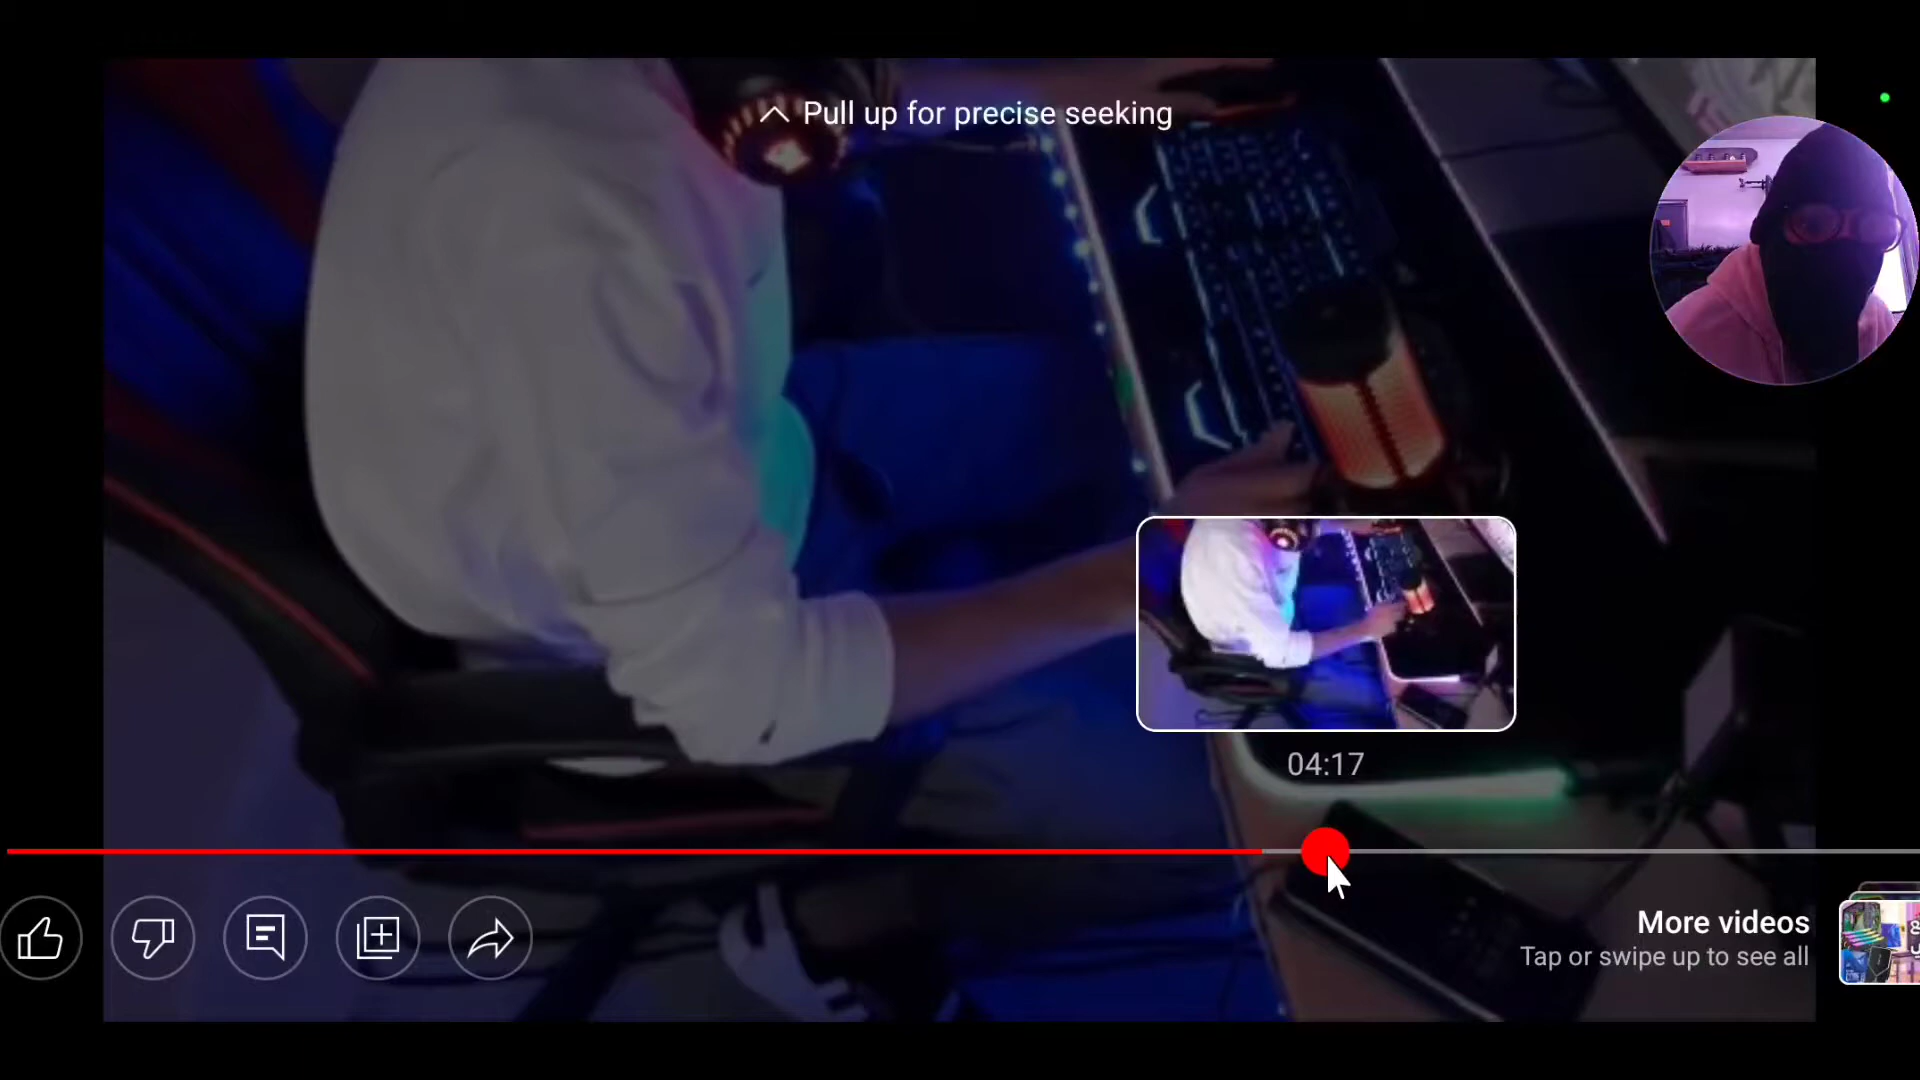 Pull up for precise seeking
04:17
More videos
Tap or swipe up to see all